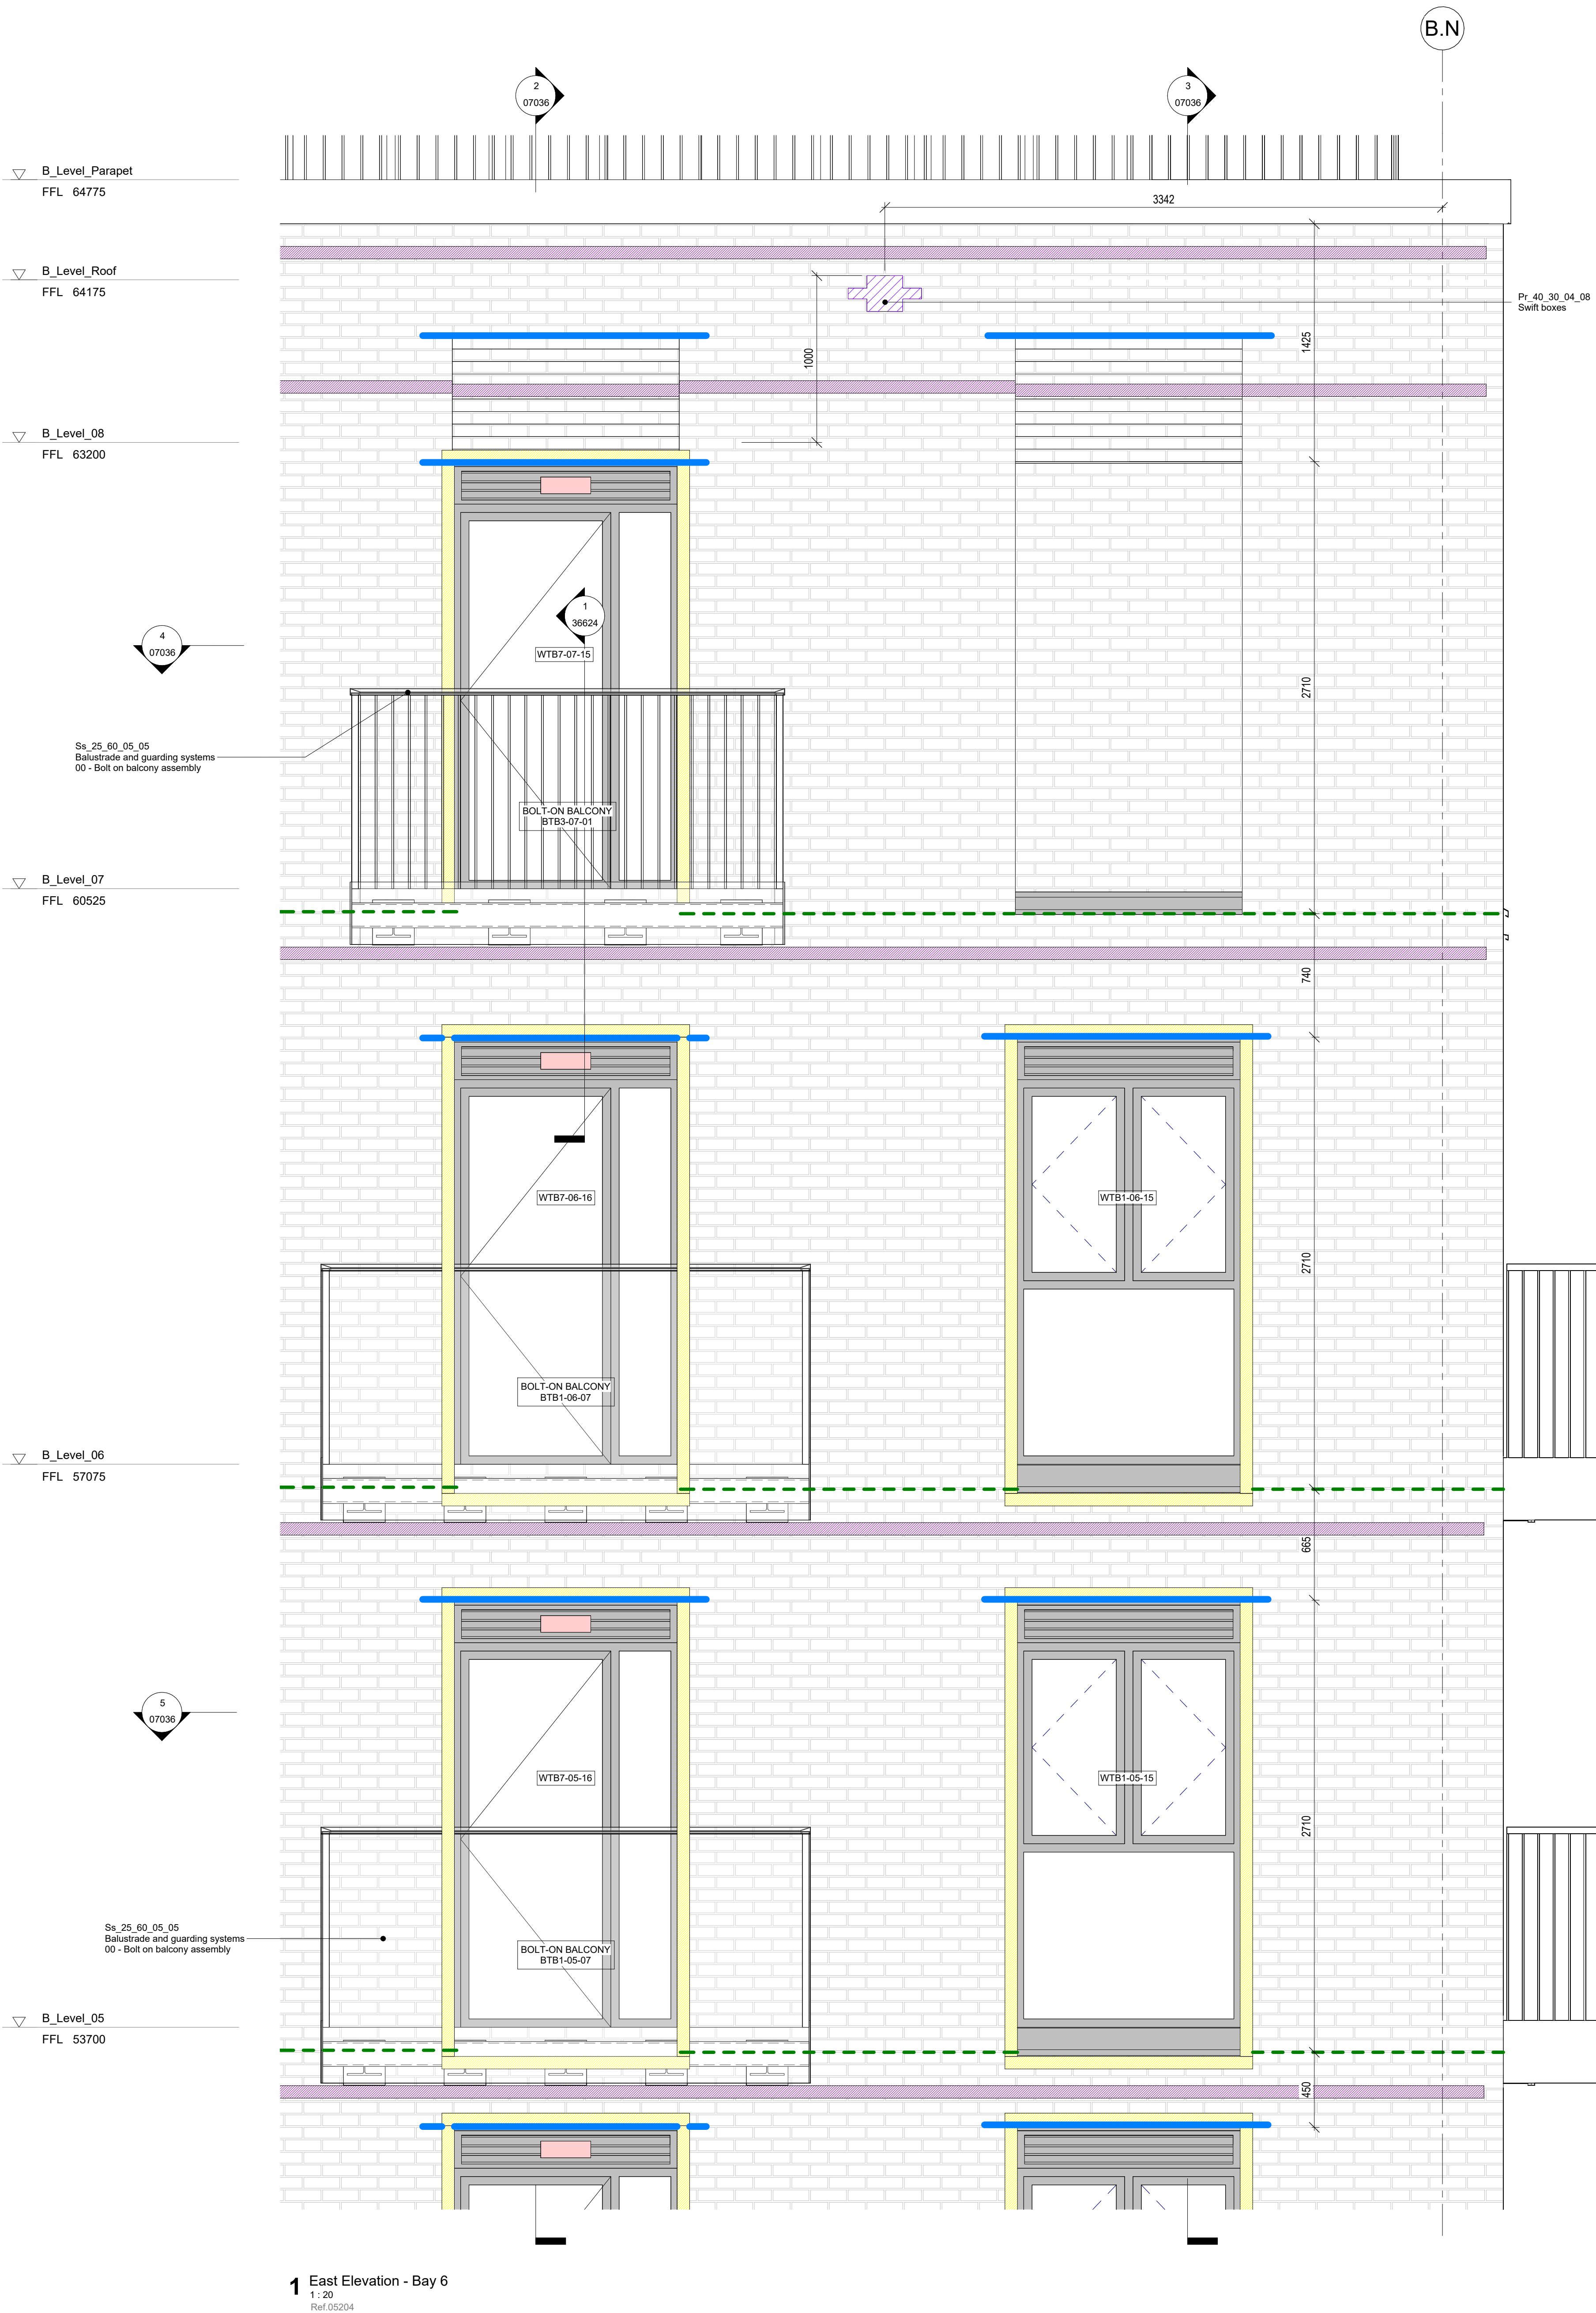 B.N
2
07036
3
07036
B_Level_Parapet
FFL 64775
3342
B_Level_Roof
FFL 64175
Pr_40_30_04_08
Swift boxes
1000
1425
B_Level_08
FFL 63200
1
36624
4
07036
WTB7-07-15
2710
Ss_25_60_05_05
Balustrade and guarding systems
00 - Bolt on balcony assembly
BOLT-ON BALCONY
BTB3-07-01
B_Level_07
FFL 60525
740
WTB7-06-16
WTB1-06-15
2710
BOLT-ON BALCONY
BTB1-06-07
B_Level_06
FFL 57075
665
5
07036
WTB7-05-16
WTB1-05-15
2710
Ss_25_60_05_05
Balustrade and guarding systems
00 - Bolt on balcony assembly
BOLT-ON BALCONY
BTB1-05-07
B_Level_05
FFL 53700
450
1 East Elevation - Bay 6
1 : 20
Ref.05204